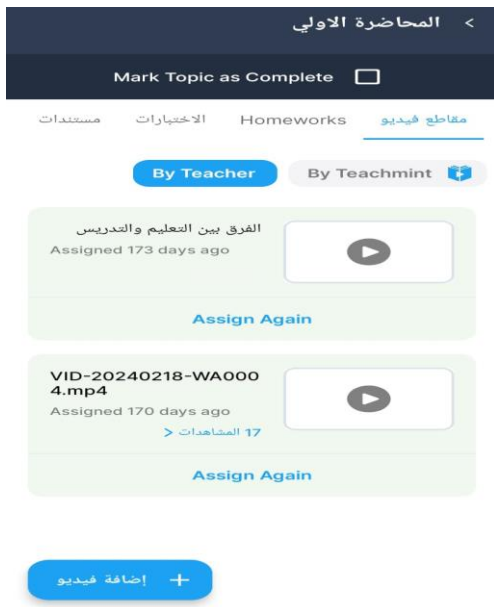 المحاضرة الاولي
Mark Topic as Complete
مقاطع فيديو Homeworks الاختبارات مستندات
By Teacher By Teachmint
الفرق بين التعليم والتدريس
Assigned 173 days ago
Assign Again
VID-20240218-WA000
4.mp4
Assigned 170 days ago
17 المشاهدات >
Assign Again
+ إضافة فيديو